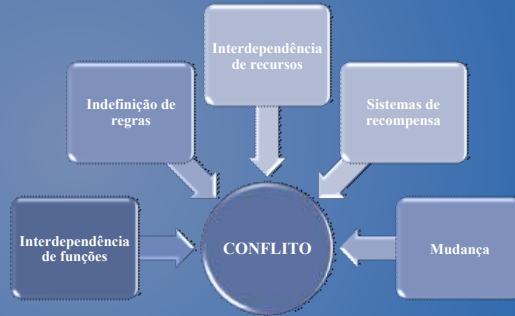 Interdependência
de recursos
Indefinição de
regras
Sistemas de
recompensa
Interdependência
de funções
CONFLITO
Mudança